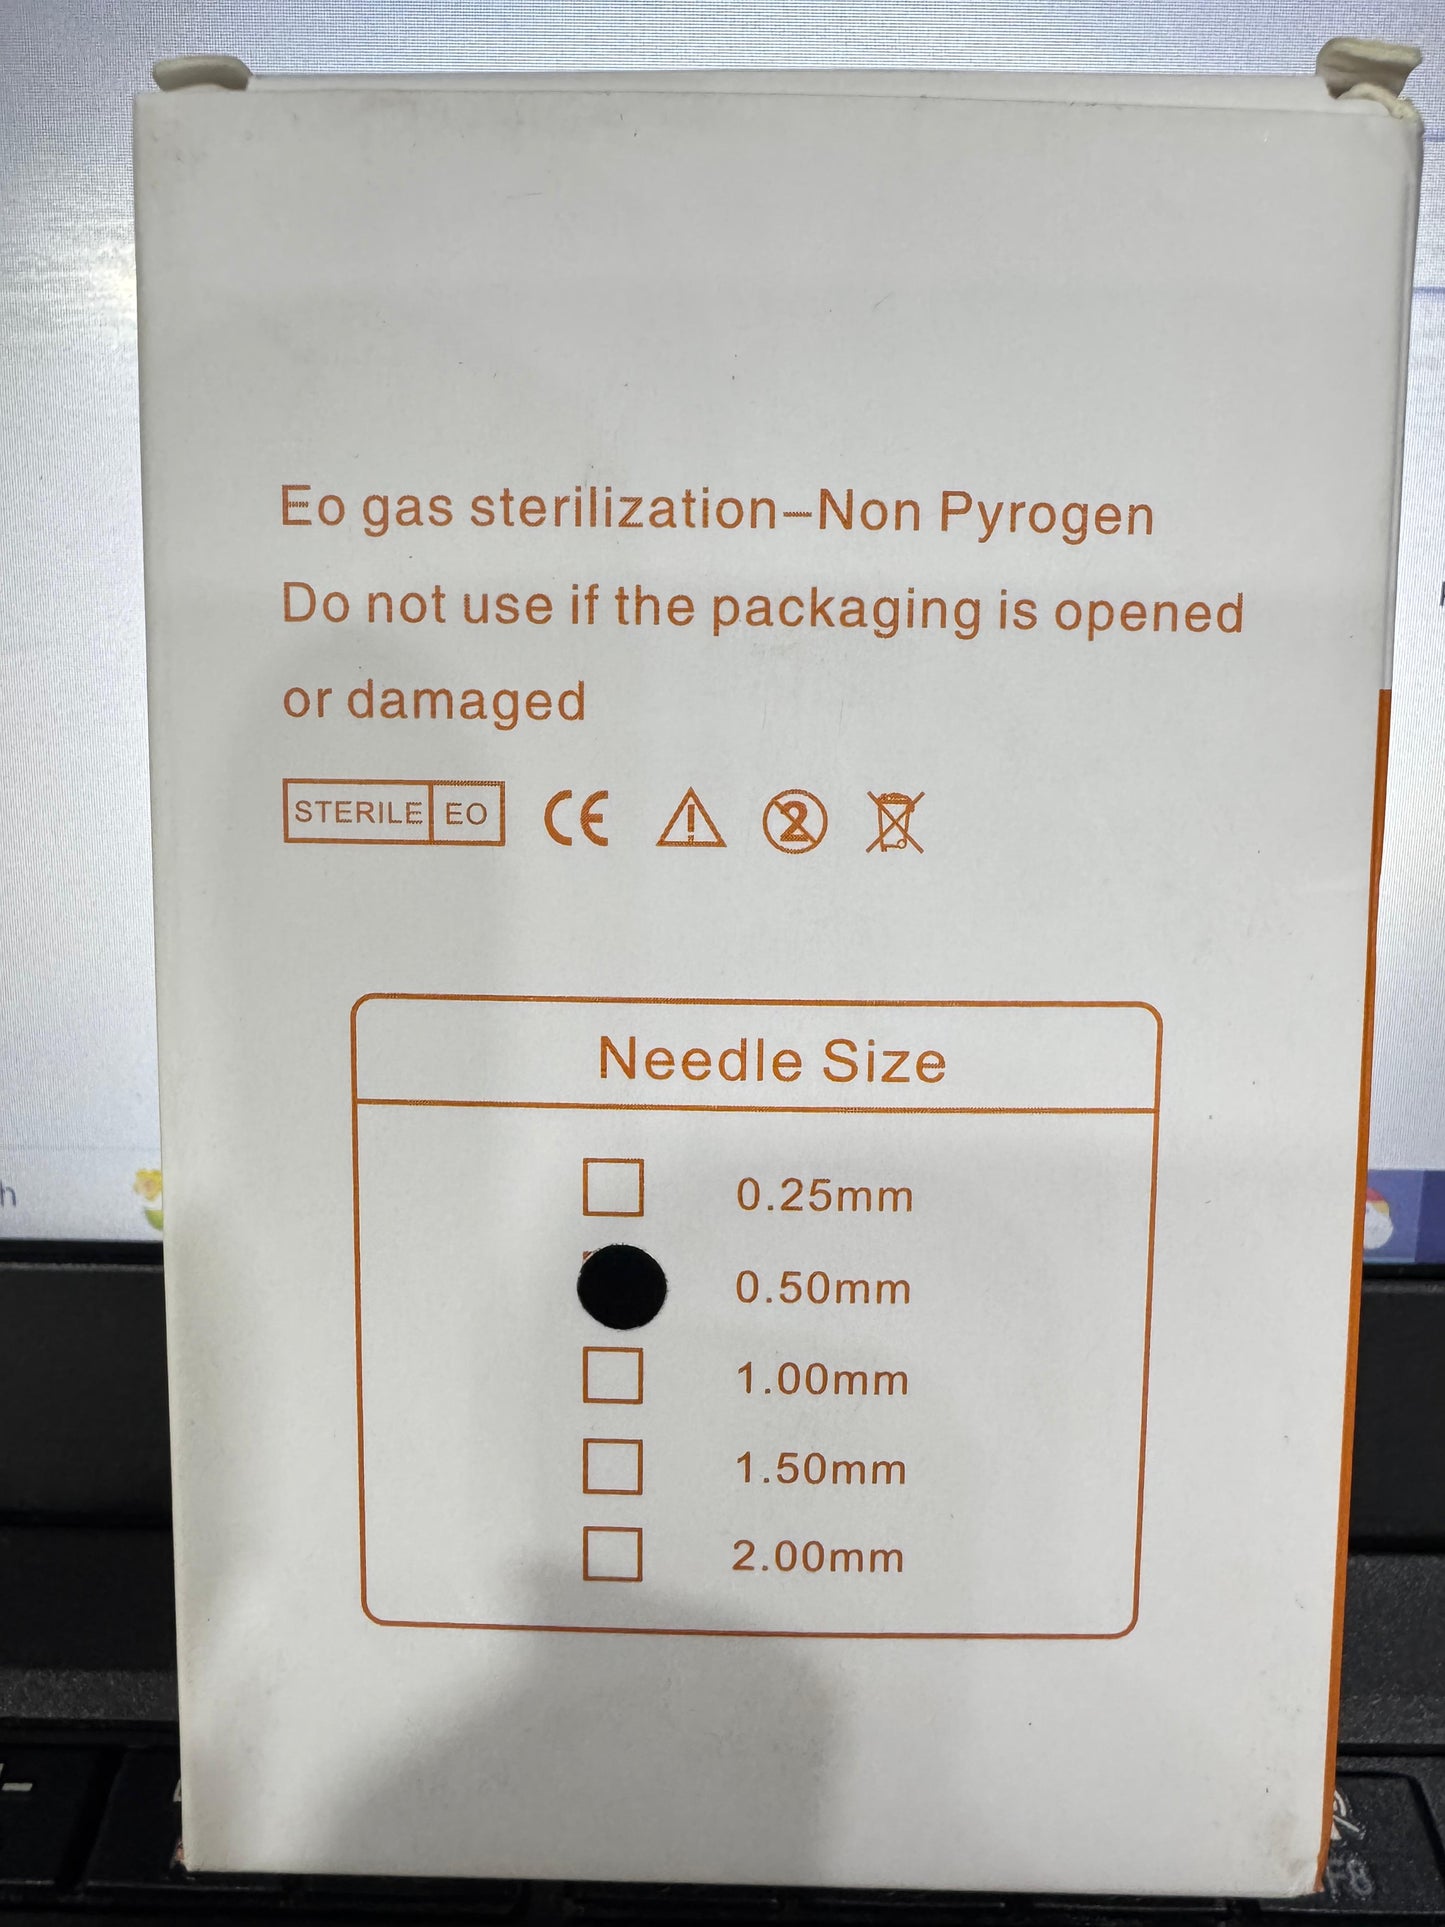 Eo gas sterilization–Non Pyrogen
Do not use if the packaging is opened
or damaged
STERILE EO CE 2
Needle Size
0.25mm
0.50mm
1.00mm
1.50mm
2.00mm
F8